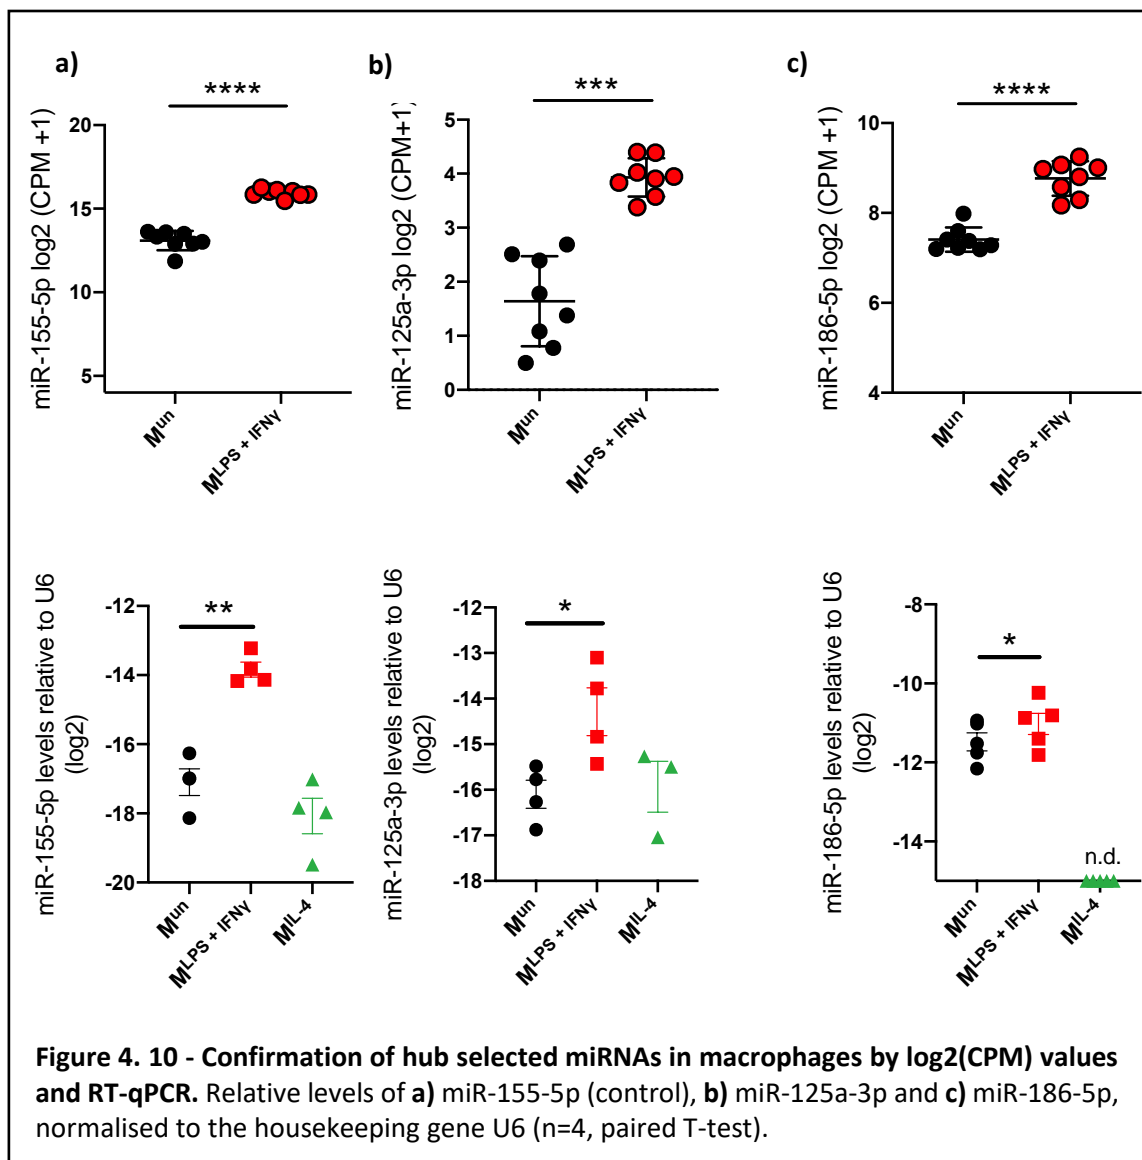 a)
****
miR-155-5p log2 (CPM +1)
20
15
10
5
Mun
MLPS + IFNγ
b)
***
miR-125a-3p log2 (CPM+1)
5
4
3
2
1
0
Mun
MLPS + IFNγ
c)
****
miR-186-5p log2 (CPM +1)
10
8
6
4
Mun
MLPS + IFNγ
miR-155-5p levels relative to U6
(log2)
**
-12
-14
-16
-18
-20
Mun
MLPS + IFNγ
MIL-4
miR-125a-3p levels relative to U6
(log2)
*
-12
-13
-14
-15
-16
-17
-18
Mun
MLPS + IFNγ
MIL-4
miR-186-5p levels relative to U6
(log2)
*
-8
-10
-12
-14
n.d.
Mun
MLPS + IFNγ
MIL-4
Figure 4. 10 - Confirmation of hub selected miRNAs in macrophages by log2(CPM) values
and RT-qPCR. Relative levels of a) miR-155-5p (control), b) miR-125a-3p and c) miR-186-5p,
normalised to the housekeeping gene U6 (n=4, paired T-test).